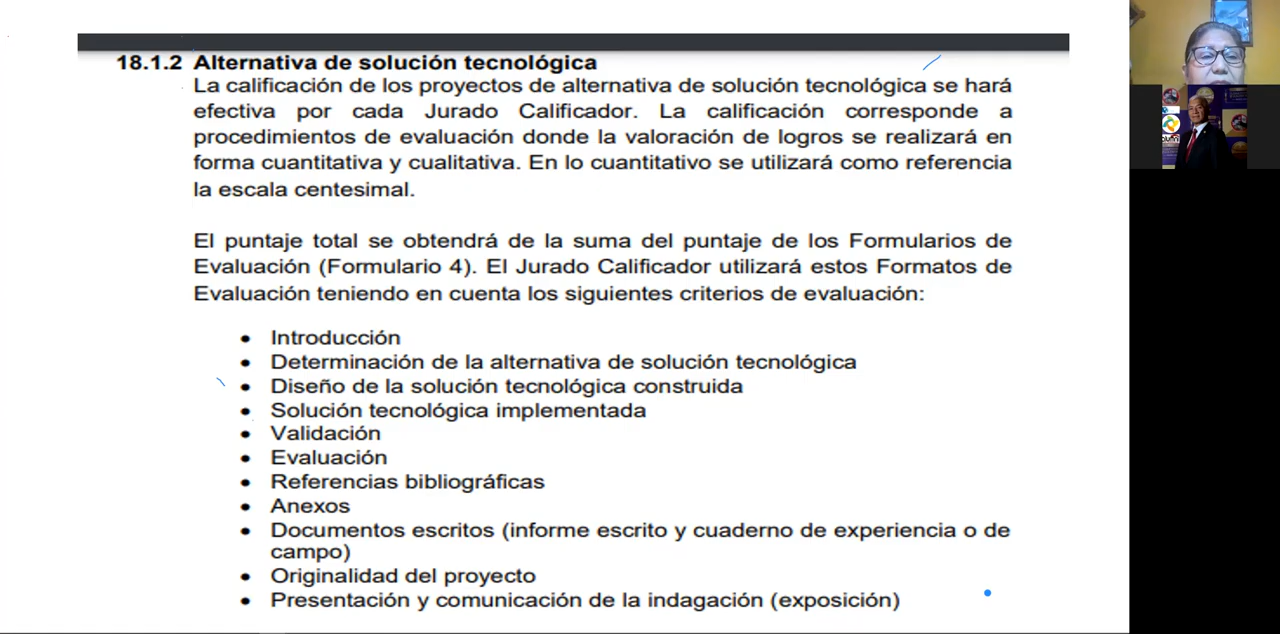 18.1.2 Alternativa de solución tecnológica
La calificación de los proyectos de alternativa de solución tecnológica se hará
efectiva por cada Jurado Calificador. La calificación corresponde a
procedimientos de evaluación donde la valoración de logros se realizará en
forma cuantitativa y cualitativa. En lo cuantitativo se utilizará como referencia
la escala centesimal.
El puntaje total se obtendrá de la suma del puntaje de los Formularios de
Evaluación (Formulario 4). El Jurado Calificador utilizará estos Formatos de
Evaluación teniendo en cuenta los siguientes criterios de evaluación:
• Introducción
• Determinación de la alternativa de solución tecnológica
• Diseño de la solución tecnológica construida
• Solución tecnológica implementada
• Validación
• Evaluación
• Referencias bibliográficas
• Anexos
• Documentos escritos (informe escrito y cuaderno de experiencia o de
campo)
• Originalidad del proyecto
• Presentación y comunicación de la indagación (exposición)